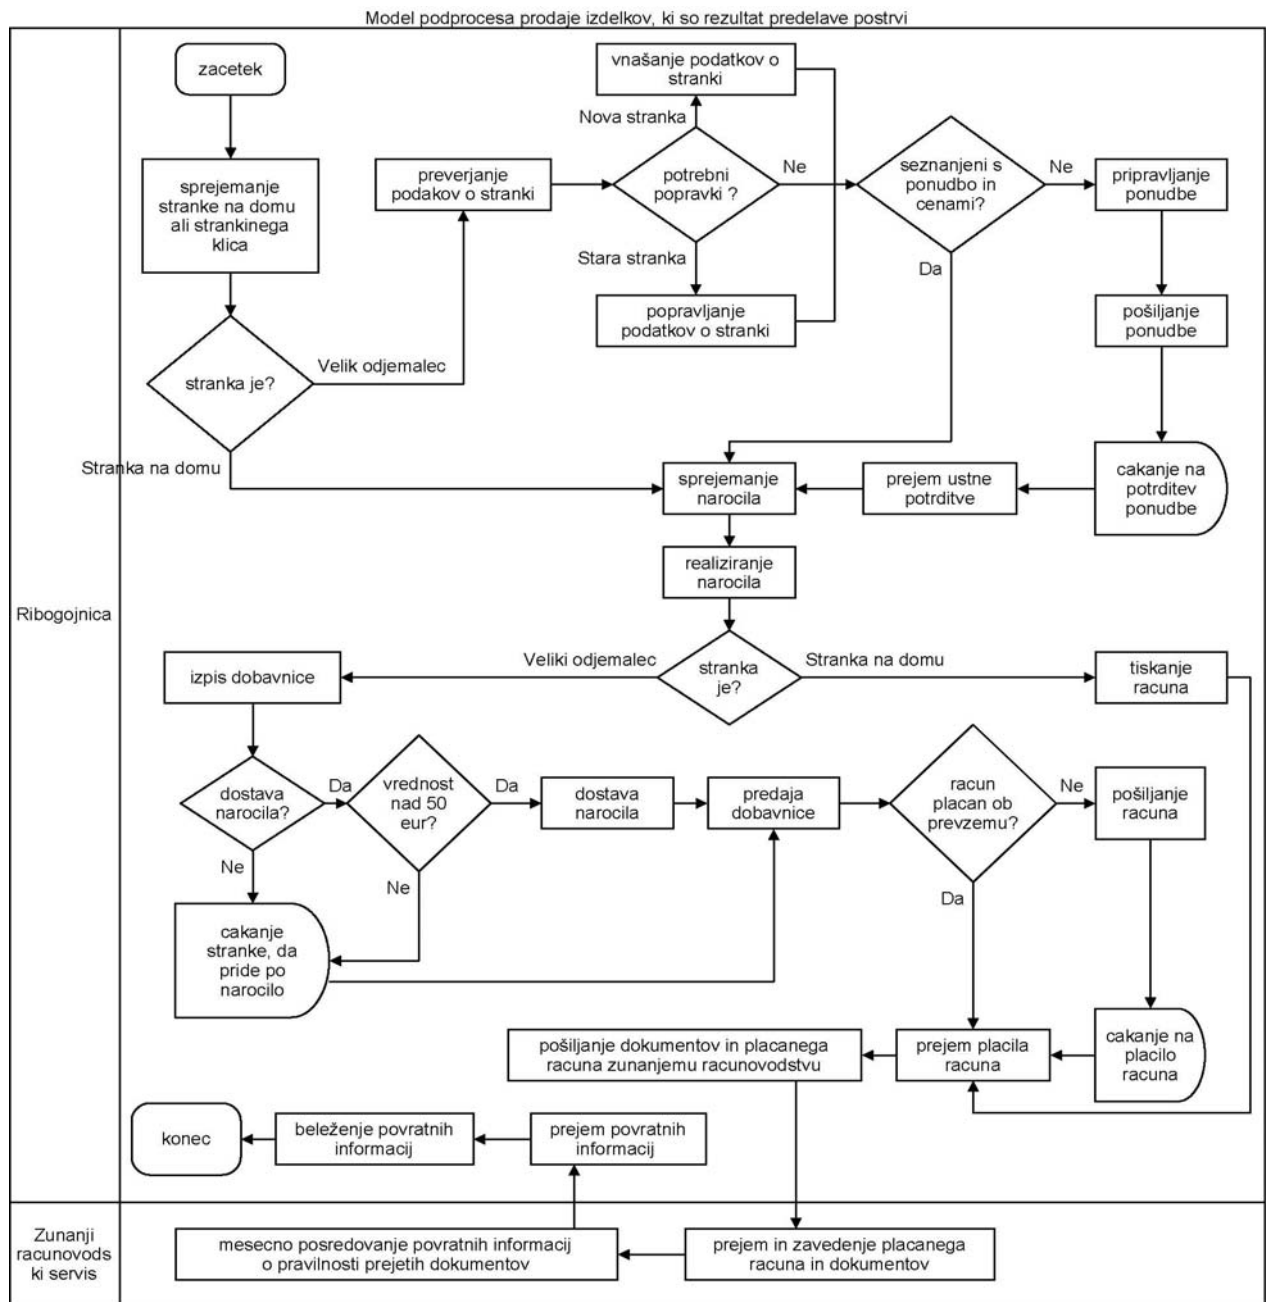 Model podprocesa prodaje izdelkov, ki so rezultat predelave postrvi
zacetek
vnašanje podatkov o
stranki
Nova stranka
sprejemanje
stranke na domu
ali strankinega
klica
preverjanje
podakov o stranki
potrebni
popravki ?
Ne
seznanjeni s
ponudbo in
cenami?
Ne
pripravljanje
ponudbe
Stara stranka
Da
popravljanje
podatkov o stranki
pošiljanje
ponudbe
stranka je?
Velik odjemalec
Stranka na domu
sprejemanje
narocila
prejem ustne
potrditve
cakanje na
potrditev
ponudbe
realiziranje
narocila
Ribogojnica
izpis dobavnice
Veliki odjemalec
stranka
je?
Stranka na domu
tiskanje
racuna
dostava
narocila?
Da
vrednost
nad 50
eur?
Da
dostava
narocila
predaja
dobavnice
racun
placan ob
prevzemu?
Ne
pošiljanje
racuna
Ne
Ne
Da
cakanje
stranke, da
pride po
narocilo
pošiljanje dokumentov in placanega
racuna zunanjemu racunovodstvu
prejem placila
racuna
cakanje na
placilo
racuna
konec
beleženje povratnih
informacij
prejem povratnih
informacij
Zunanji
racunovods
ki servis
mesecno posredovanje povratnih informacij
o pravilnosti prejetih dokumentov
prejem in zavedenje placanega
racuna in dokumentov